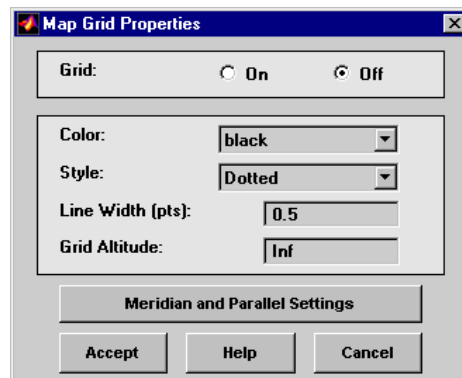 Map Grid Properties
Grid: On Off
Color: black
Style: Dotted
Line Width (pts): 0.5
Grid Altitude: Inf
Meridian and Parallel Settings
Accept Help Cancel